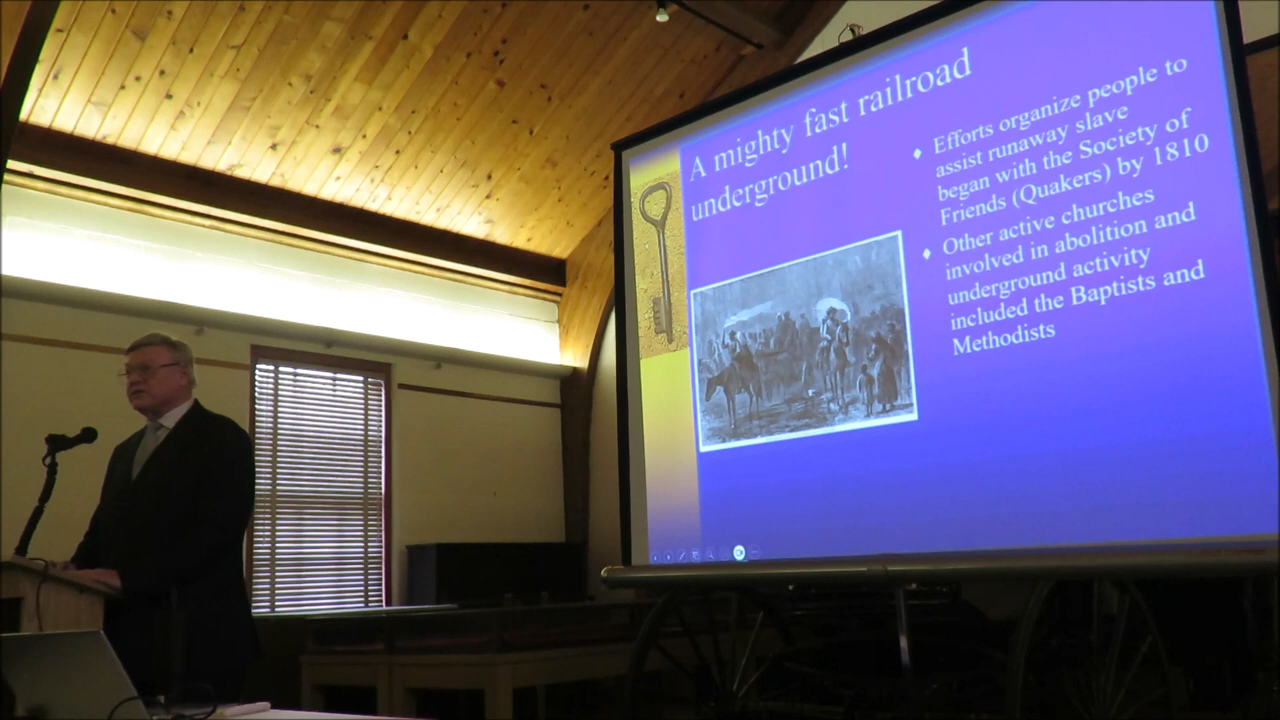 A mighty fast railroad
underground!
Efforts organize people to
assist runaway slave
began with the Society of
Friends (Quakers) by 1810
Other active churches
involved in abolition and
underground activity
included the Baptists and
Methodists